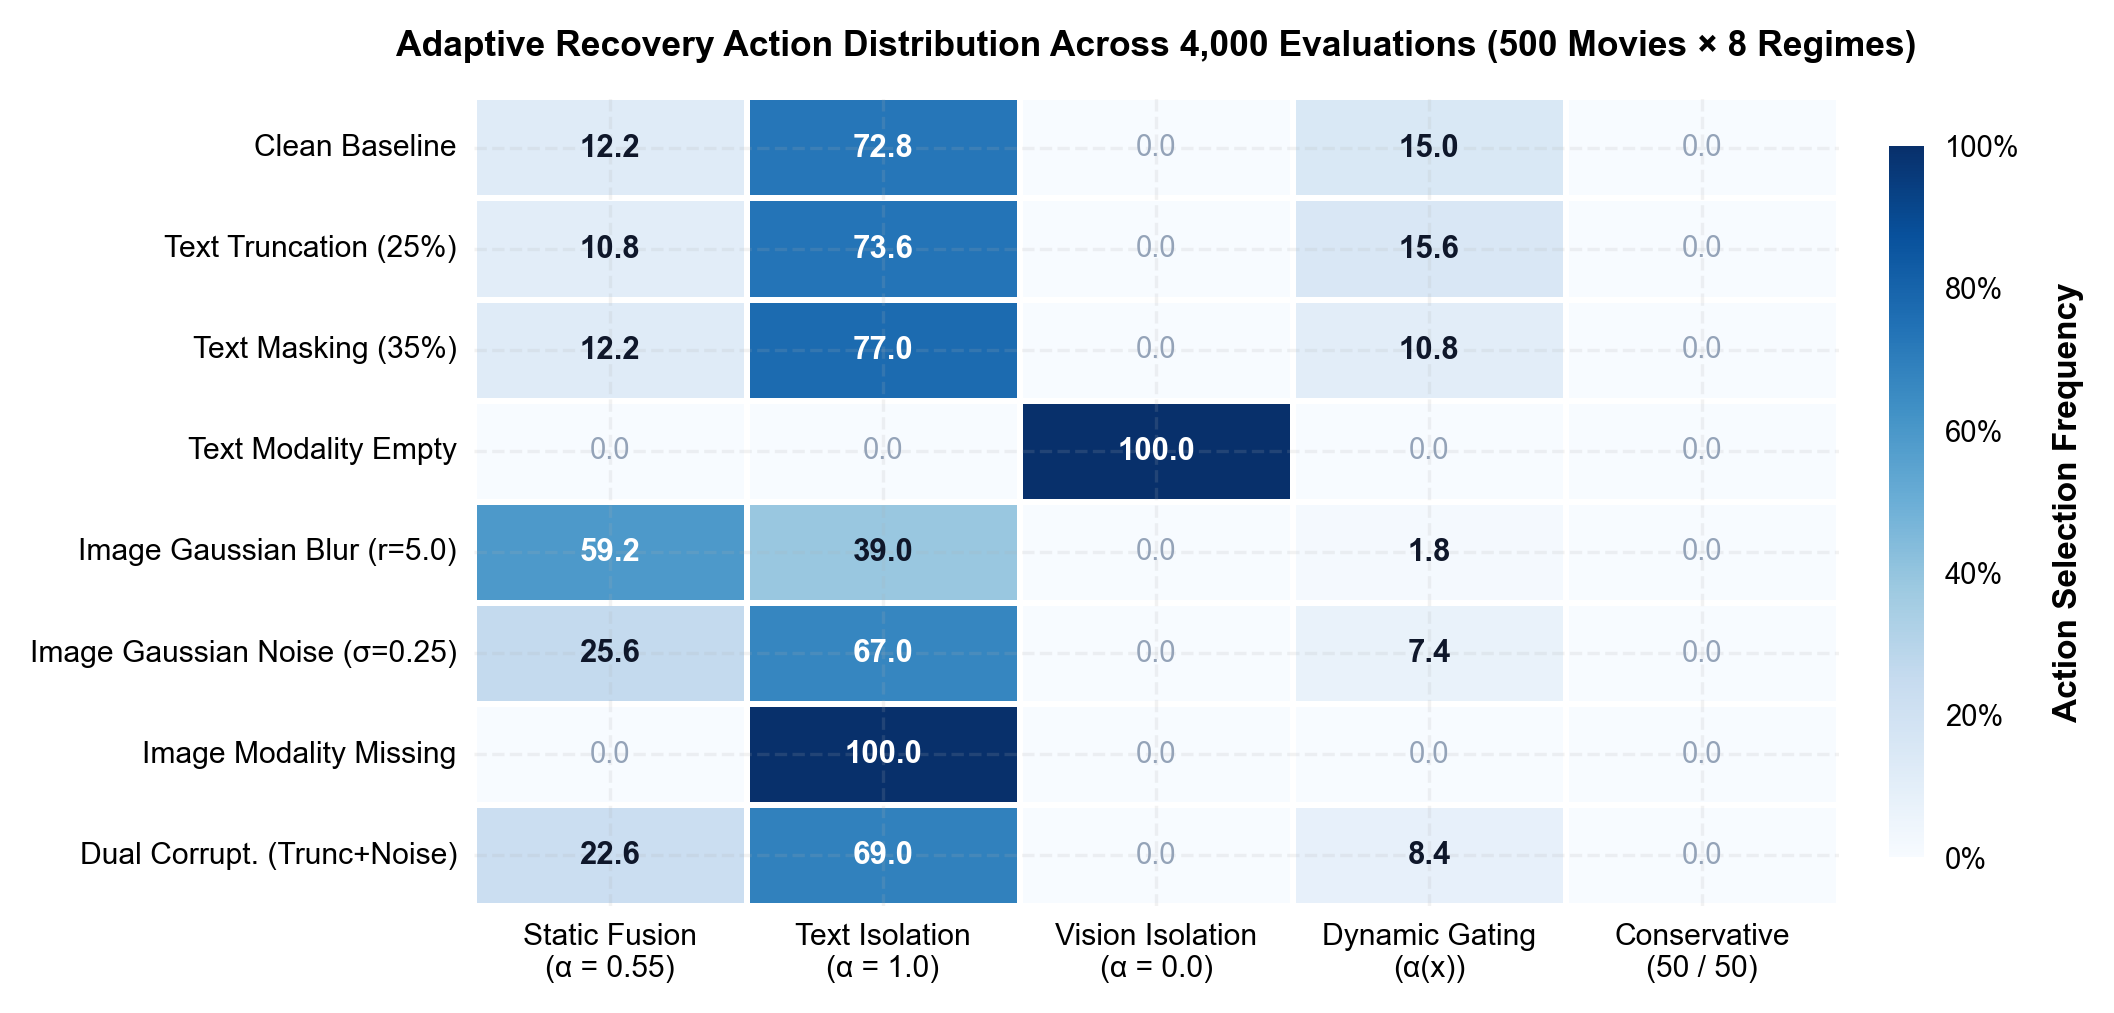 Adaptive Recovery Action Distribution Across 4,000 Evaluations (500 Movies × 8 Regimes)
Clean Baseline 12.2 72.8 0.0 15.0 0.0
Text Truncation (25%) 10.8 73.6 0.0 15.6 0.0
Text Masking (35%) 12.2 77.0 0.0 10.8 0.0
Text Modality Empty 0.0 0.0 100.0 0.0 0.0
Image Gaussian Blur (r=5.0) 59.2 39.0 0.0 1.8 0.0
Image Gaussian Noise (σ=0.25) 25.6 67.0 0.0 7.4 0.0
Image Modality Missing 0.0 100.0 0.0 0.0 0.0
Dual Corrupt. (Trunc+Noise) 22.6 69.0 0.0 8.4 0.0
Static Fusion Text Isolation Vision Isolation Dynamic Gating Conservative
(α = 0.55) (α = 1.0) (α = 0.0) (α(x)) (50 / 50)
100%
80%
60%
40%
20%
0%
Action Selection Frequency